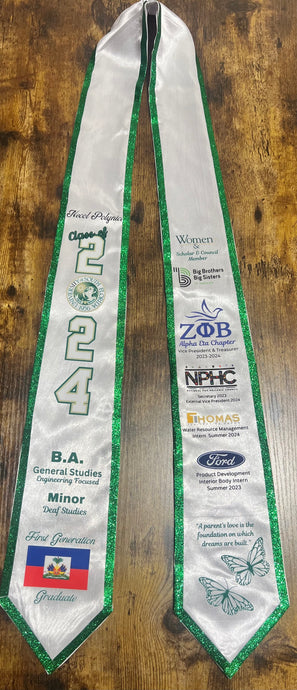 Class of
2
2
4
B.A.
General Studies
Engineering Focused
Minor
Deaf Studies
First Generation
Graduate
Women
&
Scholar & Council
Member
Big Brothers
Big Sisters
ΖΦΒ
Alpha Eta Chapter
Vice President & Treasurer
2023-2024
NPHC
Secretary 2023
External Vice President 2024
THOMAS
Water Resource Management
Intern Summer 2024
Ford
Product Development
Interior Body Intern
Summer 2023
"A parent's love is the
foundation on which
dreams are built."